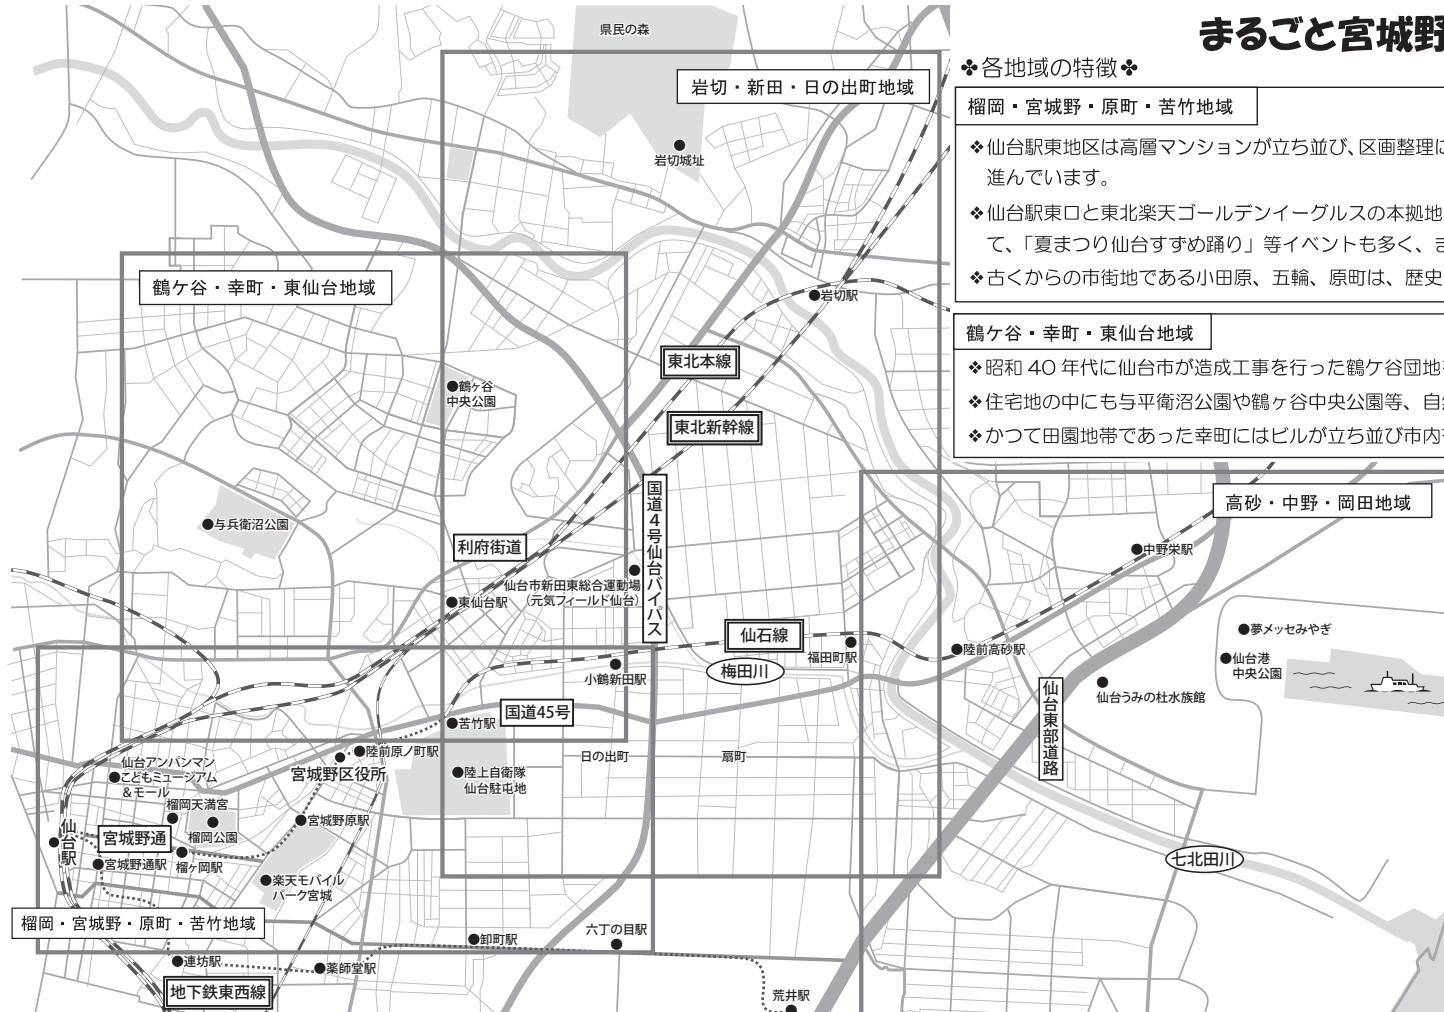 まるごと宮城野
✤各地域の特徴✤
榴岡・宮城野・原町・苦竹地域
❖仙台駅東地区は高層マンションが立ち並び、区画整理に
進んでいます。
❖仙台駅東口と東北楽天ゴールデンイーグルスの本拠地
て、「夏まつり仙台すずめ踊り」等イベントも多く、ま
❖古くからの市街地である小田原、五輪、原町は、歴史
鶴ケ谷・幸町・東仙台地域
❖昭和 40 年代に仙台市が造成工事を行った鶴ケ谷団地
❖住宅地の中にも与平衛沼公園や鶴ヶ谷中央公園等、自
❖かつて田園地帯であった幸町にはビルが立ち並び市内
県民の森
岩切・新田・日の出町地域
岩切城址
鶴ケ谷・幸町・東仙台地域
岩切駅
東北本線
鶴ヶ谷
中央公園
東北新幹線
国道4号仙台バイパス
高砂・中野・岡田地域
与兵衛沼公園
利府街道
中野栄駅
仙台市新田東総合運動場
(元気フィールド仙台)
東仙台駅
仙石線
福田町駅
陸前高砂駅
夢メッセみやぎ
仙台港
中央公園
小鶴新田駅
梅田川
仙台うみの杜水族館
仙台東部道路
国道45号
苦竹駅
陸前原ノ町駅
日の出町
扇町
宮城野区役所
仙台アンパンマン
こどもミュージアム
&モール
陸上自衛隊
仙台駐屯地
榴岡天満宮
宮城野原駅
仙台駅
宮城野通
榴岡公園
宮城野通駅
榴ヶ岡駅
七北田川
楽天モバイル
パーク宮城
榴岡・宮城野・原町・苦竹地域
卸町駅
六丁の目駅
連坊駅
薬師堂駅
地下鉄東西線
荒井駅